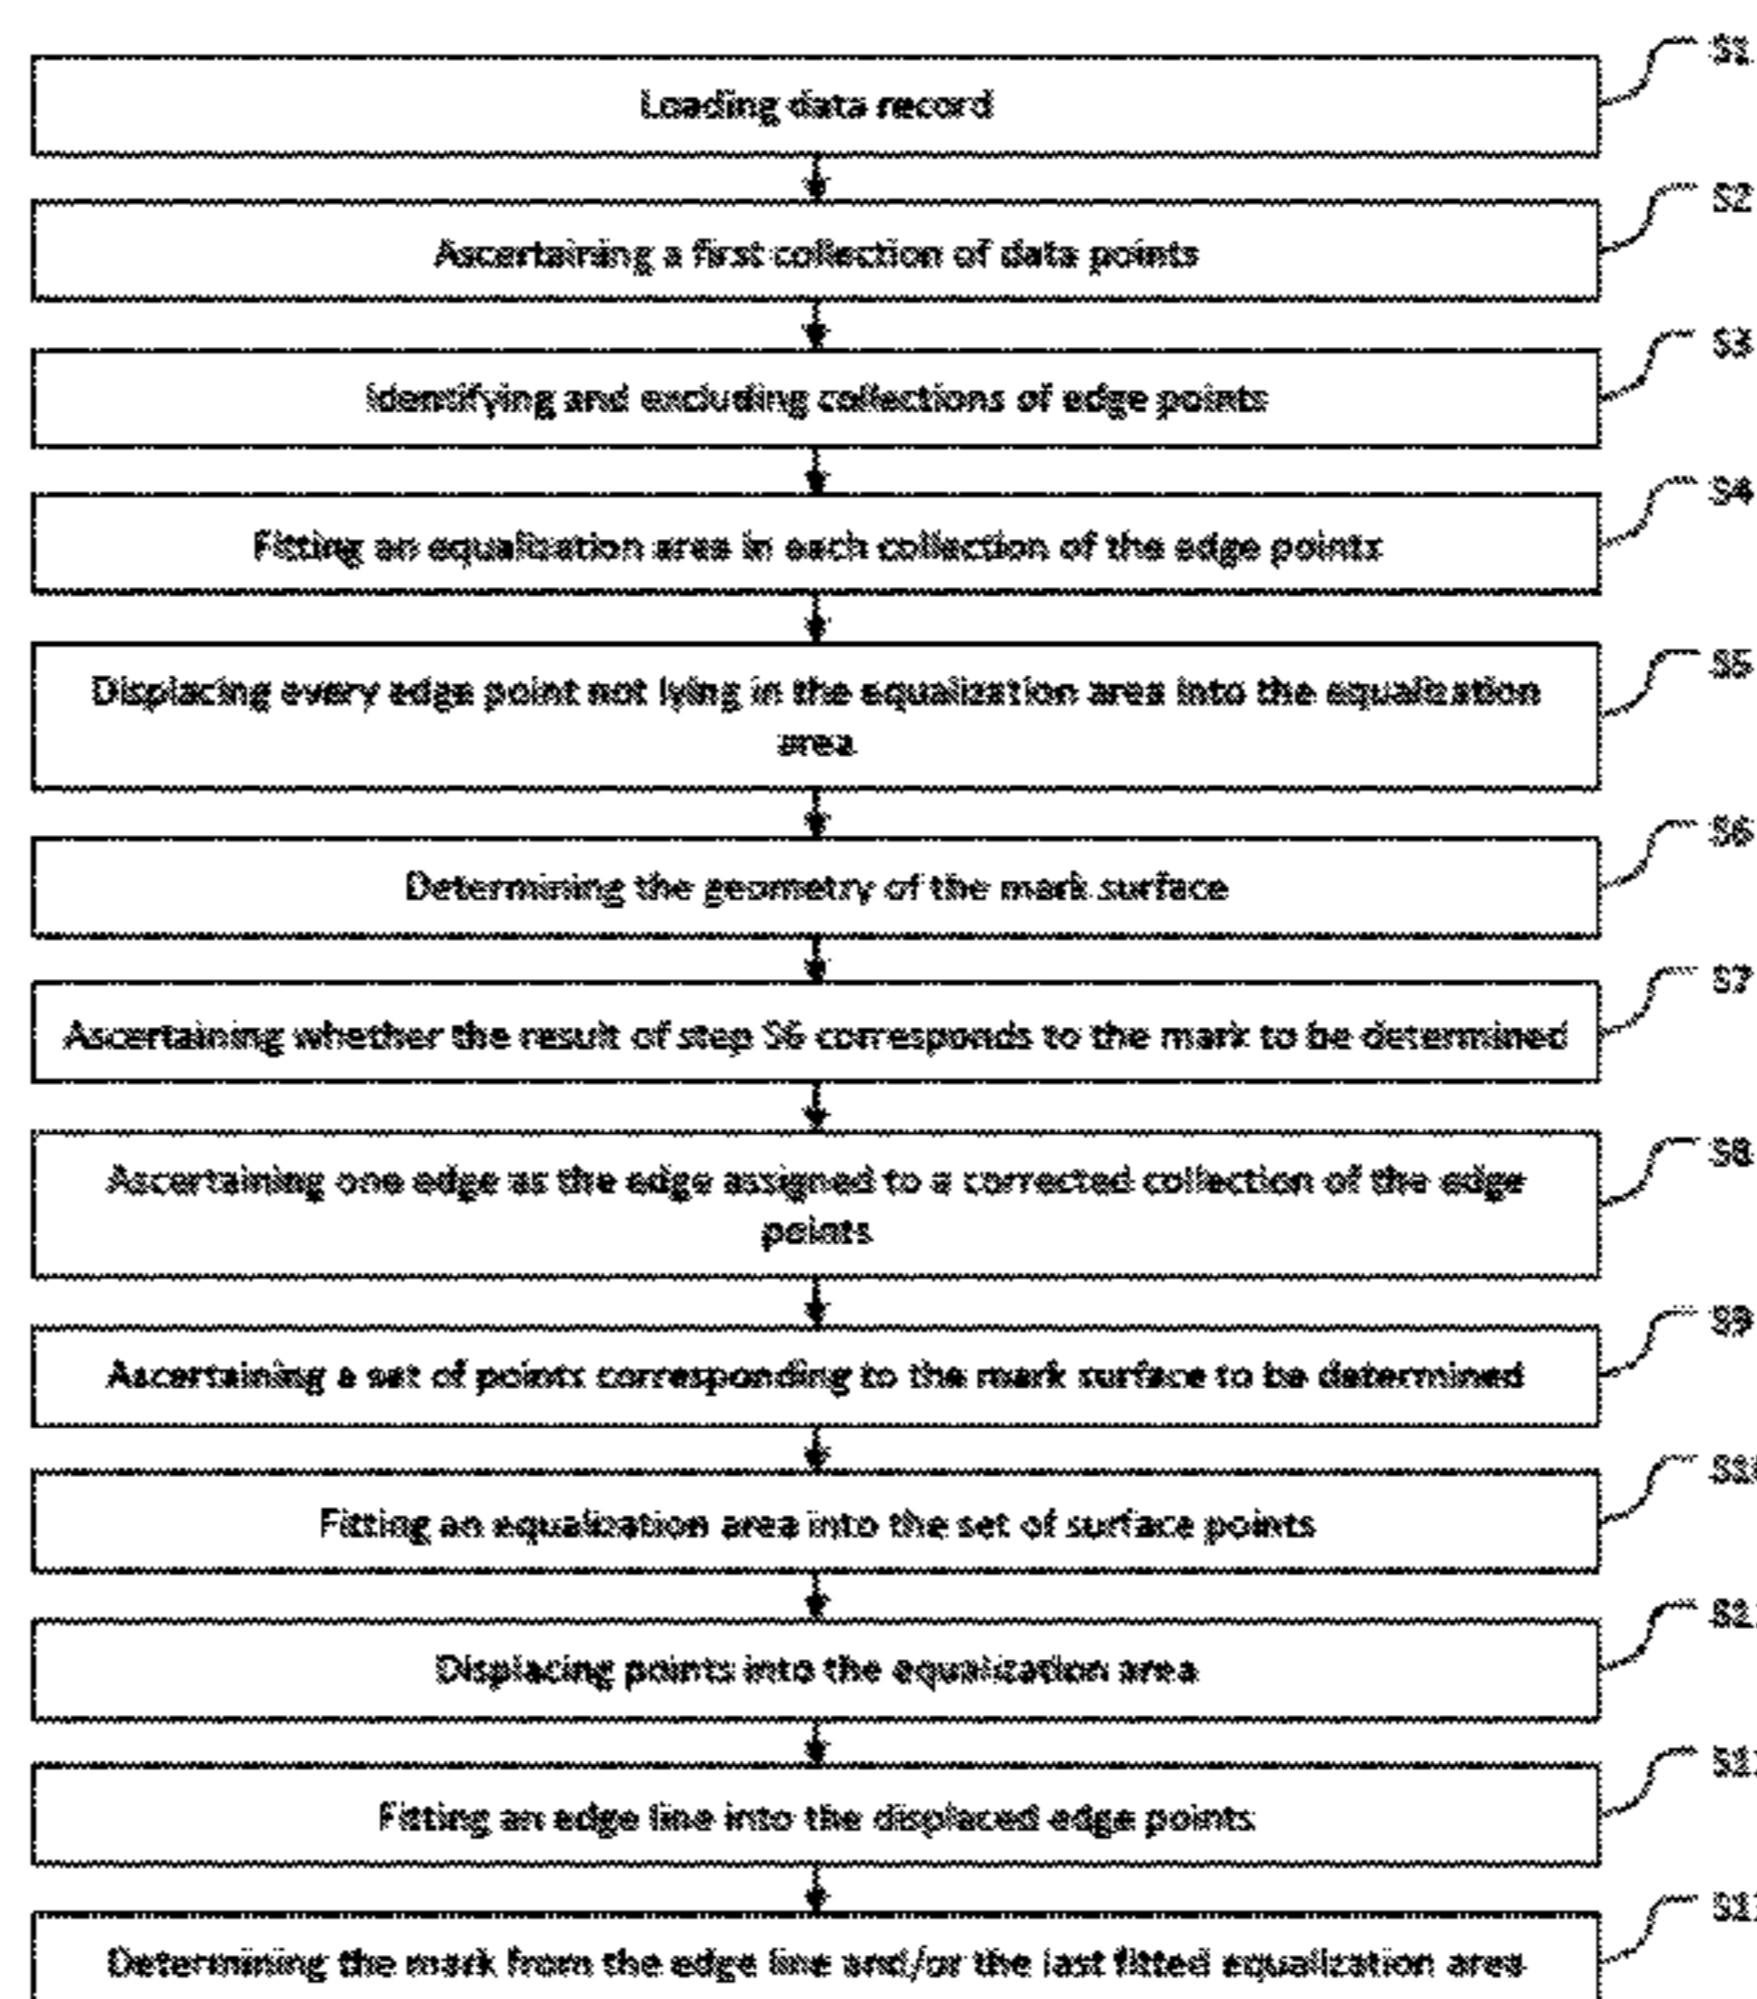 S1
Loading data record
S2
Ascertaining a first collection of data points
S3
Identifying and excluding collections of edge points
S4
Fitting an equalization area in each collection of the edge points
S5
Displacing every edge point not lying in the equalization area into the equalization
area
S6
Determining the geometry of the mark surface
S7
Ascertaining whether the result of step S6 corresponds to the mark to be determined
S8
Ascertaining one edge as the edge assigned to a corrected collection of the edge
points
S9
Ascertaining a set of points corresponding to the mark surface to be determined
Fitting an equalization area into the set of surface points
Displacing points into the equalization area
Fitting an edge line into the displaced edge points
Determining the mark from the edge line and/or the last fitted equalization area